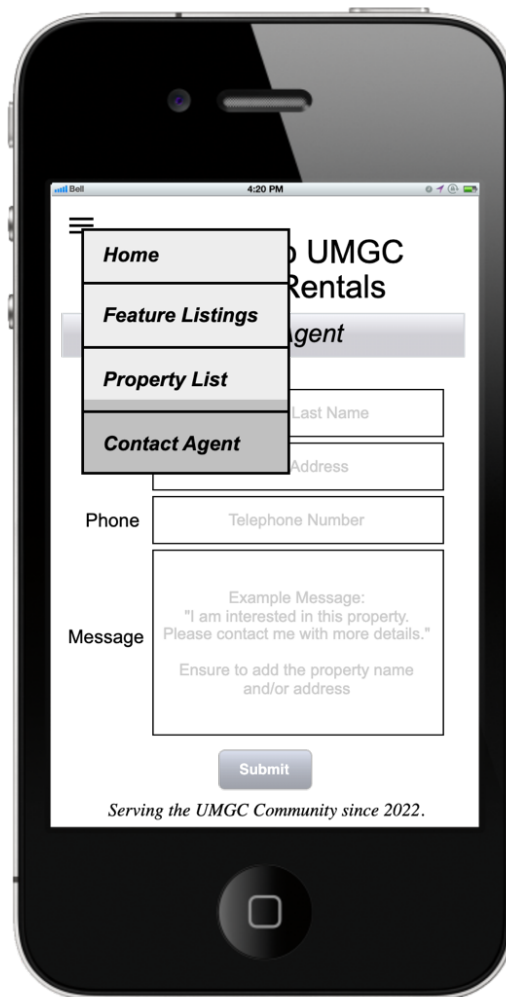 Bell 4:20 PM
Home
Feature Listings
Property List
Contact Agent
UMGC
Rentals
Agent
Last Name
Address
Phone Telephone Number
Message
Example Message:
"I am interested in this property.
Please contact me with more details."
Ensure to add the property name
and/or address
Submit
Serving the UMGC Community since 2022.